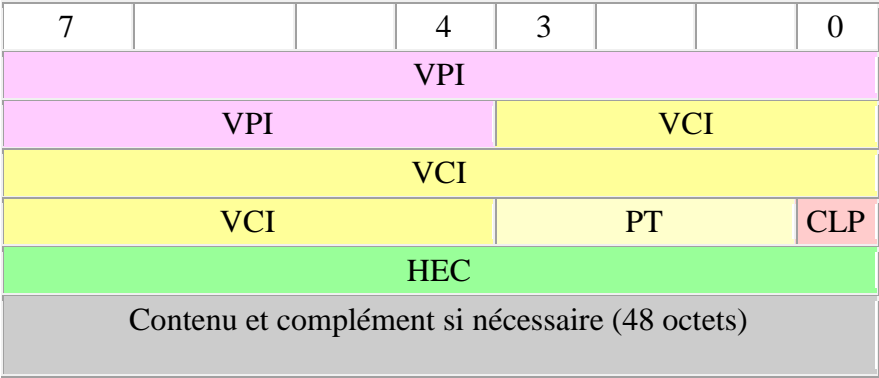 7 4 3 0
VPI
VPI VCI
VCI
VCI PT CLP
HEC
Contenu et complément si nécessaire (48 octets)